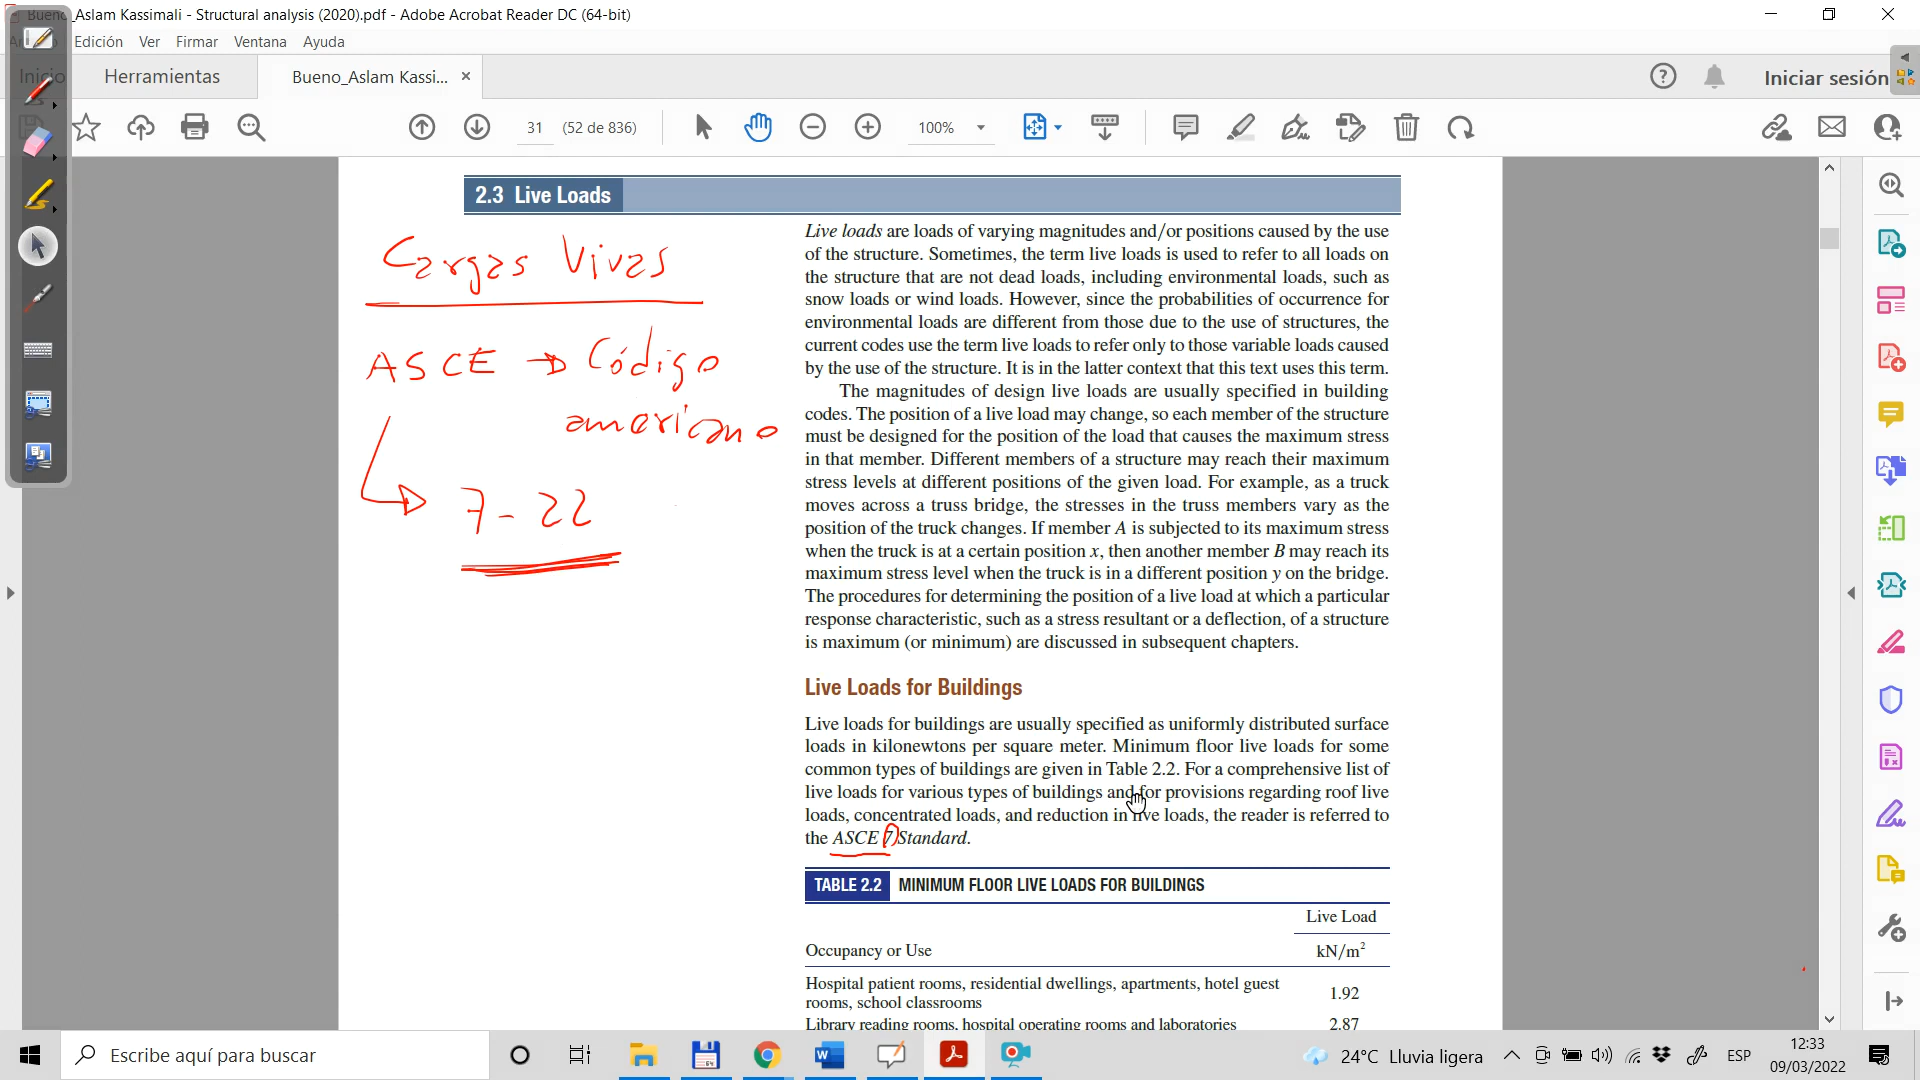 Bueno_Aslam Kassimali - Structural analysis (2020).pdf - Adobe Acrobat Reader DC (64-bit)
Edición Ver Firmar Ventana Ayuda
Inicio Herramientas Bueno_Aslam Kassi... × Iniciar sesión
31 (52 de 836) 100%
2.3 Live Loads
Cargas Vivas
ASCE → Código
americano
7-22
Live loads are loads of varying magnitudes and/or positions caused by the use
of the structure. Sometimes, the term live loads is used to refer to all loads on
the structure that are not dead loads, including environmental loads, such as
snow loads or wind loads. However, since the probabilities of occurrence for
environmental loads are different from those due to the use of structures, the
current codes use the term live loads to refer only to those variable loads caused
by the use of the structure. It is in the latter context that this text uses this term.
The magnitudes of design live loads are usually specified in building
codes. The position of a live load may change, so each member of the structure
must be designed for the position of the load that causes the maximum stress
in that member. Different members of a structure may reach their maximum
stress levels at different positions of the given load. For example, as a truck
moves across a truss bridge, the stresses in the truss members vary as the
position of the truck changes. If member A is subjected to its maximum stress
when the truck is at a certain position x, then another member B may reach its
maximum stress level when the truck is in a different position y on the bridge.
The procedures for determining the position of a live load at which a particular
response characteristic, such as a stress resultant or a deflection, of a structure
is maximum (or minimum) are discussed in subsequent chapters.
Live Loads for Buildings
Live loads for buildings are usually specified as uniformly distributed surface
loads in kilonewtons per square meter. Minimum floor live loads for some
common types of buildings are given in Table 2.2. For a comprehensive list of
live loads for various types of buildings and for provisions regarding roof live
loads, concentrated loads, and reduction in live loads, the reader is referred to
the ASCE 7 Standard.
TABLE 2.2 MINIMUM FLOOR LIVE LOADS FOR BUILDINGS
Live Load
Occupancy or Use kN/m²
Hospital patient rooms, residential dwellings, apartments, hotel guest
rooms, school classrooms 1.92
Library reading rooms, hospital operating rooms and laboratories 2.87
Escribe aquí para buscar
24°C Lluvia ligera ESP 12:33
09/03/2022